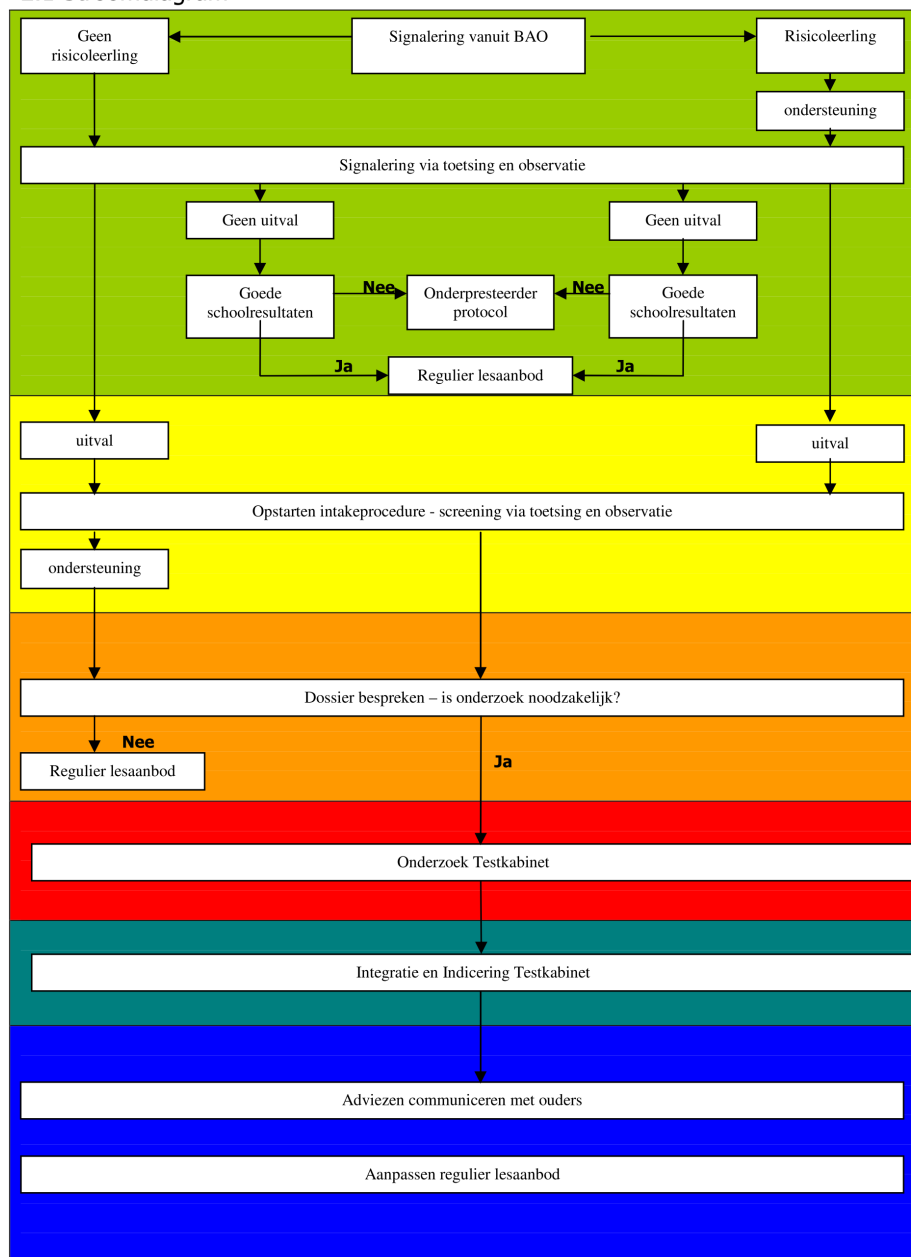 Geen
risicoleerling
Signalering vanuit BAO
Risicoleerling
ondersteuning
Signalering via toetsing en observatie
Geen uitval
Geen uitval
Goede
schoolresultaten
Nee
Onderpresteerder
protocol
Nee
Goede
schoolresultaten
Ja
Regulier lesaanbod
Ja
uitval
uitval
Opstarten intakeprocedure - screening via toetsing en observatie
ondersteuning
Dossier bespreken – is onderzoek noodzakelijk?
Nee
Regulier lesaanbod
Ja
Onderzoek Testkabinet
Integratie en Indicering Testkabinet
Adviezen communiceren met ouders
Aanpassen regulier lesaanbod